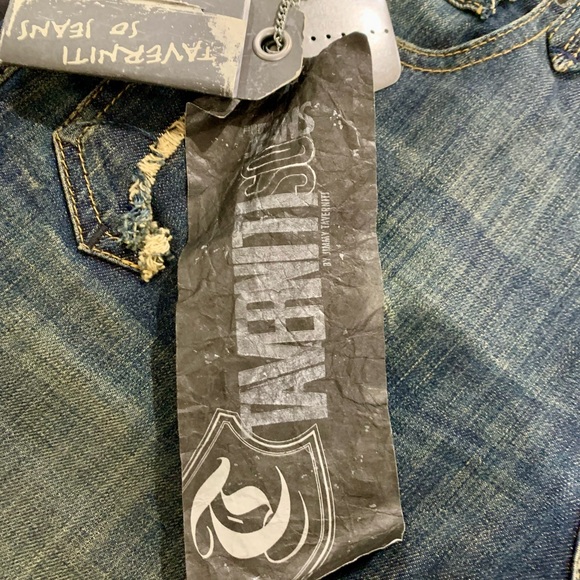 TAVERNITI
SO JEANS
TAVERNITI SO
BY JIMMY TAVERNITI
T